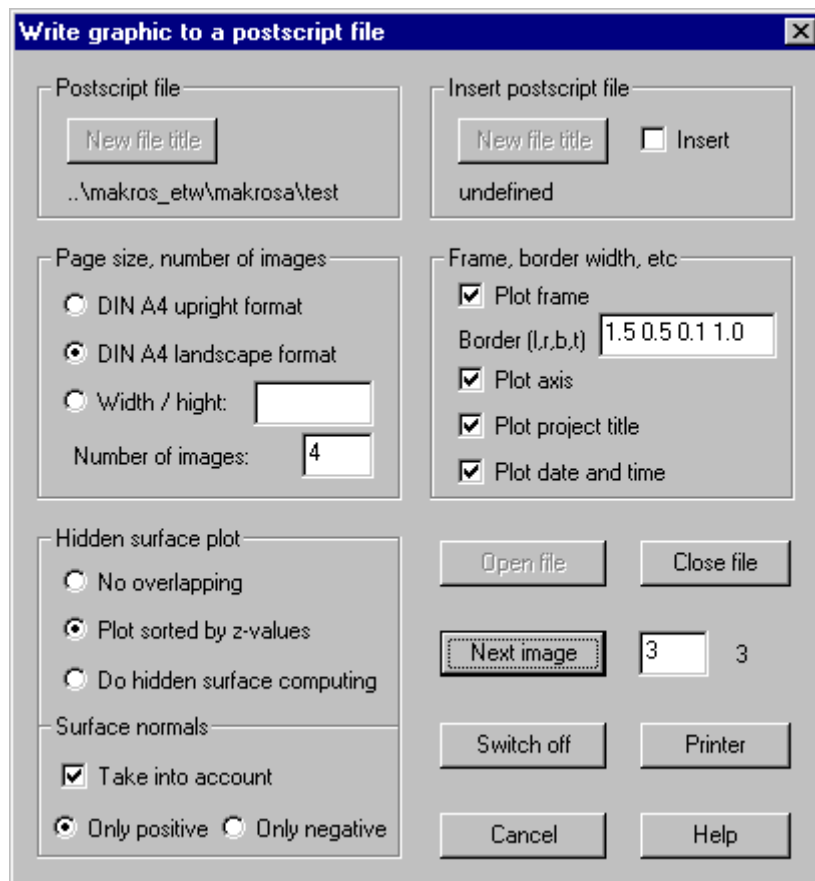 Write graphic to a postscript file
Postscript file
New file title
..\makros_etw\makrosa\test
Insert postscript file
New file title
Insert
undefined
Page size, number of images
DIN A4 upright format
DIN A4 landscape format
Width / hight:
Number of images: 4
Frame, border width, etc
Plot frame
Border (l,r,b,t) 1.5 0.5 0.1 1.0
Plot axis
Plot project title
Plot date and time
Hidden surface plot
No overlapping
Plot sorted by z-values
Do hidden surface computing
Surface normals
Take into account
Only positive Only negative
Open file Close file
Next image 3 3
Switch off Printer
Cancel Help